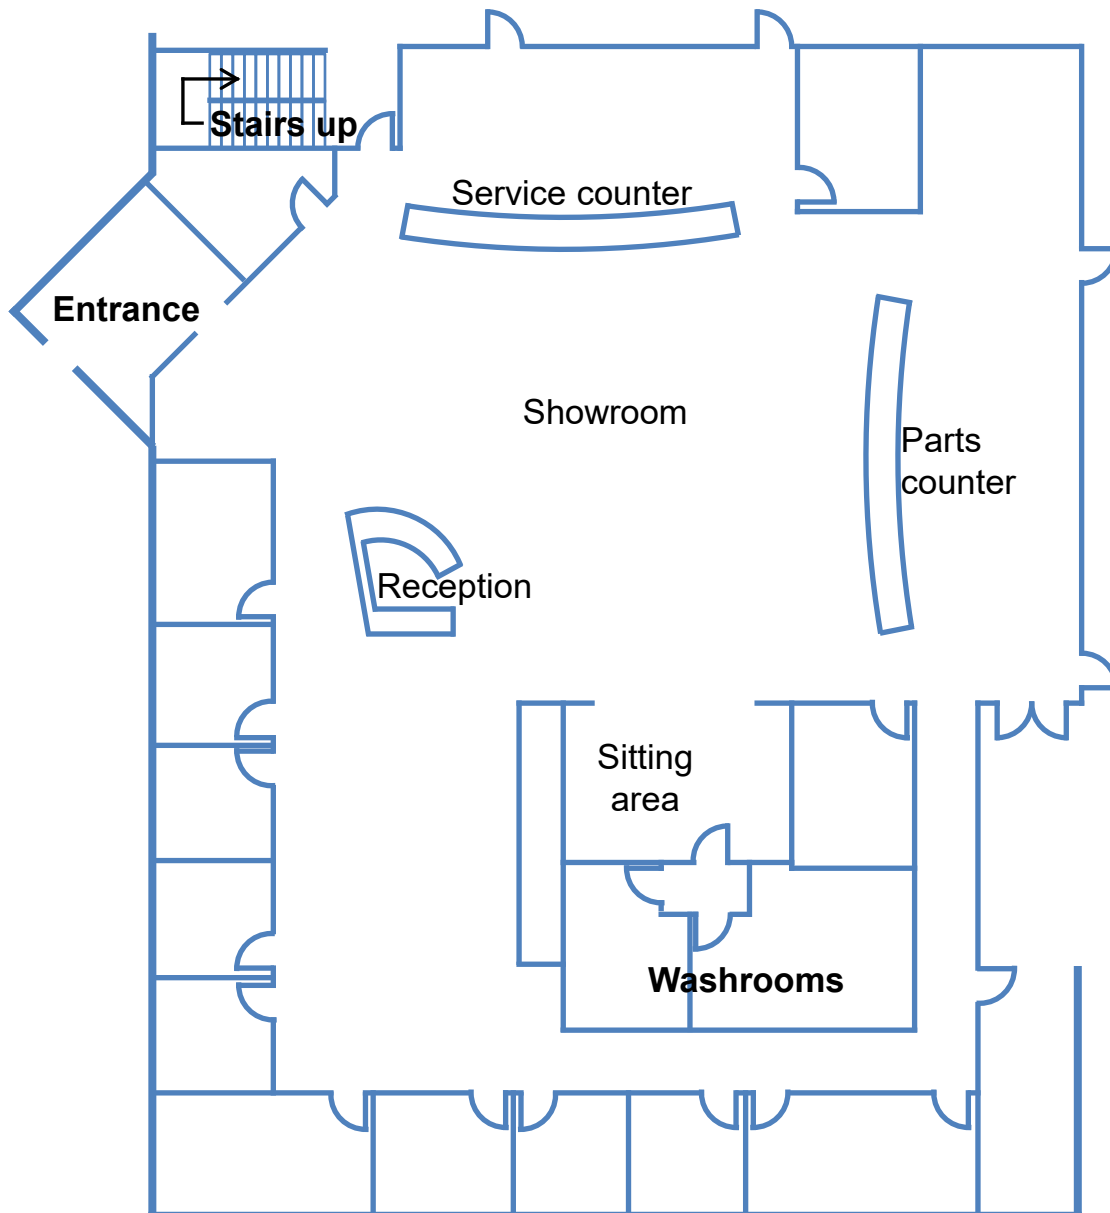 Stairs up
Service counter
Entrance
Showroom
Parts
counter
Reception
Sitting
area
Washrooms